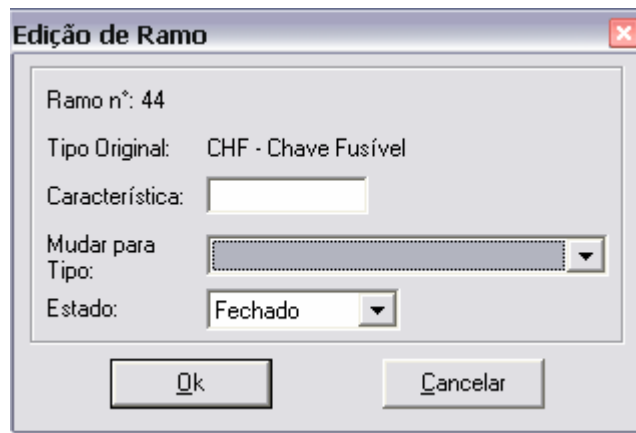 Edição de Ramo
Ramo n°: 44
Tipo Original: CHF - Chave Fusível
Característica:
Mudar para
Tipo:
Estado: Fechado
Ok Cancelar